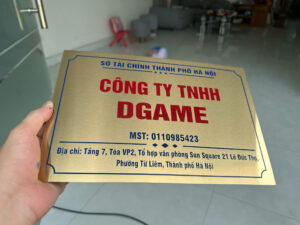 SỞ TÀI CHÍNH THÀNH PHỐ HÀ NỘI
CÔNG TY TNHH
DGAME
MST: 0110985423
Địa chỉ: Tầng 7, Tòa VP2, Tổ hợp văn phòng Sun Square 21 Lê Đức Thọ,
Phường Từ Liêm, Thành phố Hà Nội